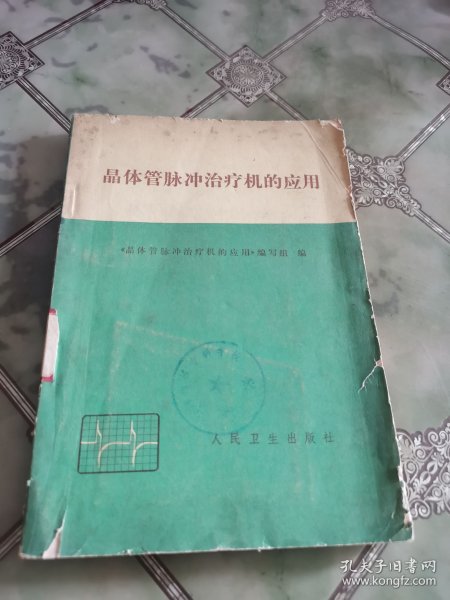 晶体管脉冲治疗机的应用
《晶体管脉冲治疗机的应用》编写组 编
人民卫生出版社
孔夫子旧书网
www.kongfz.com